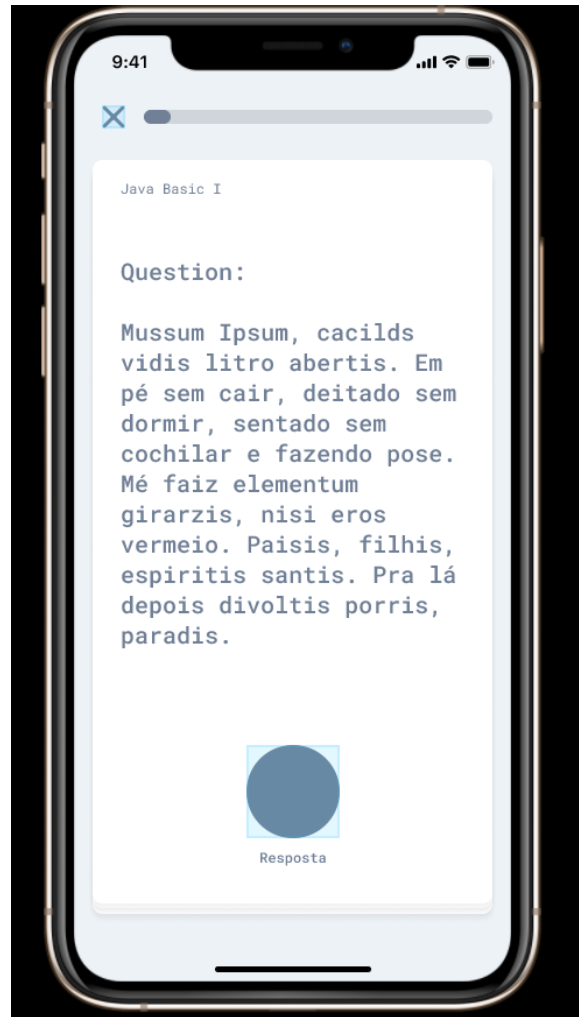 9:41
Java Basic I
Question:
Mussum Ipsum, cacilds
vidis litro abertis. Em
pé sem cair, deitado sem
dormir, sentado sem
cochilar e fazendo pose.
Mé faiz elementum
girarzis, nisi eros
vermeio. Paisis, filhis,
espiritis santis. Pra lá
depois divoltis porris,
paradis.
Resposta